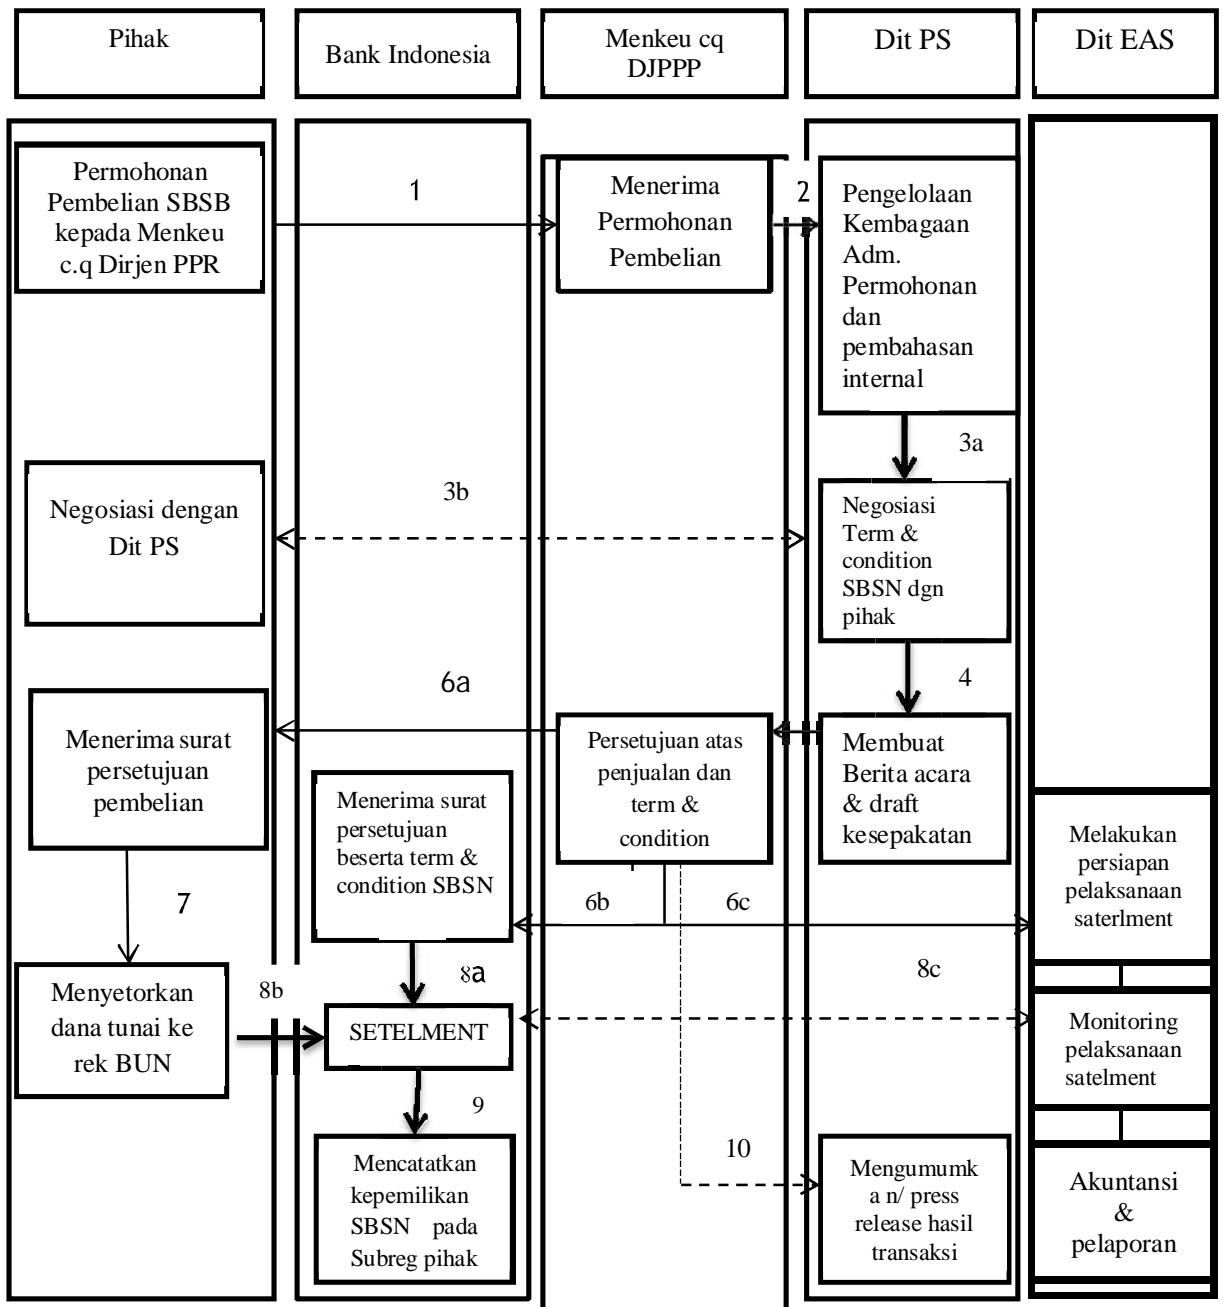 Pihak
Bank Indonesia
Menkeu cq
DJPPP
Dit PS
Dit EAS
Permohonan
Pembelian SBSB
kepada Menkeu
c.q Dirjen PPR
1
Menerima
Permohonan
Pembelian
2
Pengelolaan
Kembagaan
Adm.
Permohonan
dan
pembahasan
internal
3a
Negosiasi dengan
Dit PS
3b
Negosiasi
Term &
condition
SBSN dgn
pihak
4
6a
Menerima surat
persetujuan
pembelian
Menerima surat
persetujuan
beserta term &
condition SBSN
Persetujuan atas
penjualan dan
term &
condition
Membuat
Berita acara
& draft
kesepakatan
Melakukan
persiapan
pelaksanaan
saterlment
7
6b
6c
8a
8c
Menyetorkan
dana tunai ke
rek BUN
8b
SETELMENT
Monitoring
pelaksanaan
satelment
9
10
Mencatatkan
kepemilikan
SBSN pada
Subreg pihak
Mengumumk
a n/ press
release hasil
transaksi
Akuntansi
&
pelaporan